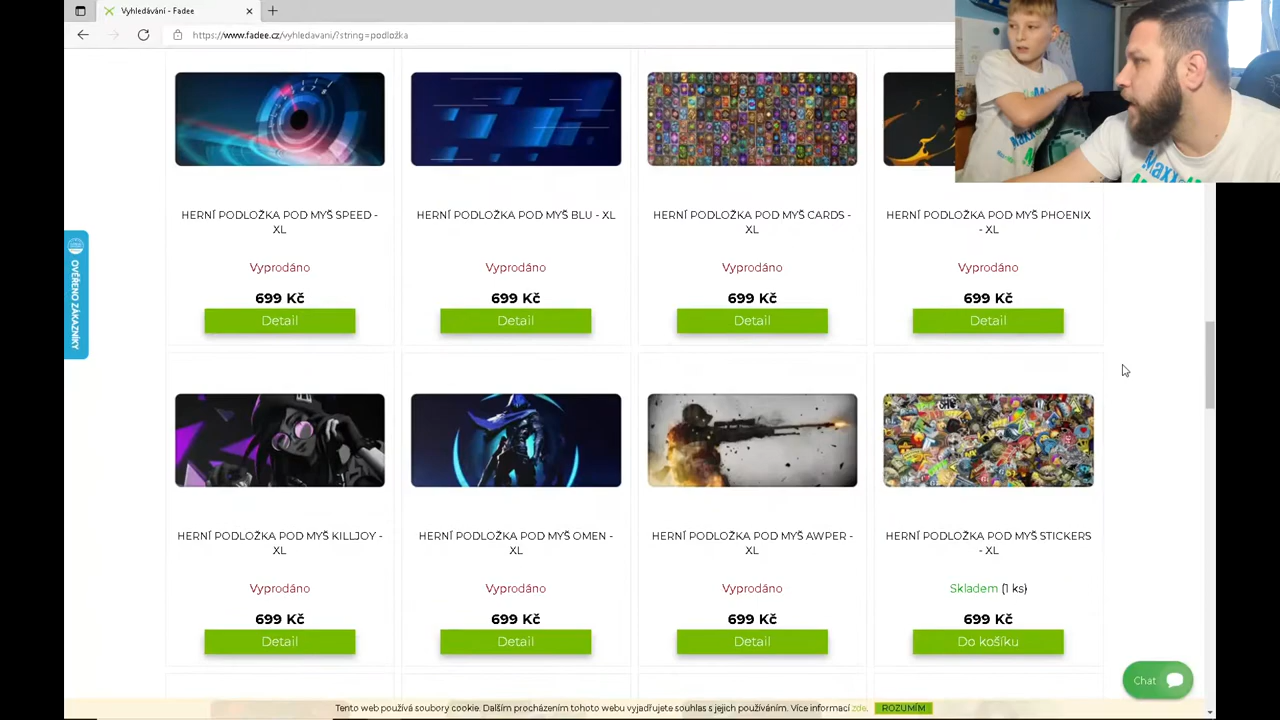 Vyhledávání - Fadee
https://www.fadee.cz/vyhledavani/?string=podložka
OVĚŘENO ZÁKAZNÍKY
HERNÍ PODLOŽKA POD MYŠ SPEED -
XL
Vyprodáno
699 Kč
Detail
HERNÍ PODLOŽKA POD MYŠ BLU - XL
Vyprodáno
699 Kč
Detail
HERNÍ PODLOŽKA POD MYŠ CARDS -
XL
Vyprodáno
699 Kč
Detail
HERNÍ PODLOŽKA POD MYŠ PHOENIX
- XL
Vyprodáno
699 Kč
Detail
HERNÍ PODLOŽKA POD MYŠ KILLJOY -
XL
Vyprodáno
699 Kč
Detail
HERNÍ PODLOŽKA POD MYŠ OMEN -
XL
Vyprodáno
699 Kč
Detail
HERNÍ PODLOŽKA POD MYŠ AWPER -
XL
Vyprodáno
699 Kč
Detail
HERNÍ PODLOŽKA POD MYŠ STICKERS
- XL
Skladem (1 ks)
699 Kč
Do košíku
Chat
Tento web používá soubory cookie. Dalším procházením tohoto webu vyjadřujete souhlas s jejich používáním. Více informací zde.
ROZUMÍM